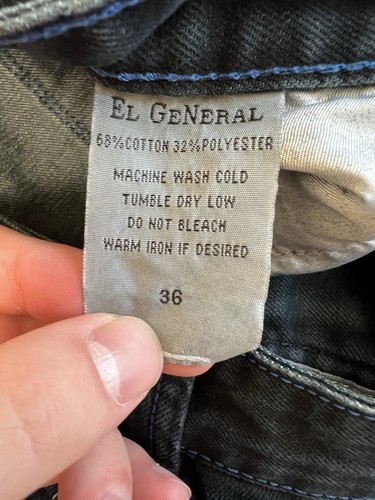 EL GENERAL
68%COTTON 32%POLYESTER
MACHINE WASH COLD
TUMBLE DRY LOW
DO NOT BLEACH
WARM IRON IF DESIRED
36